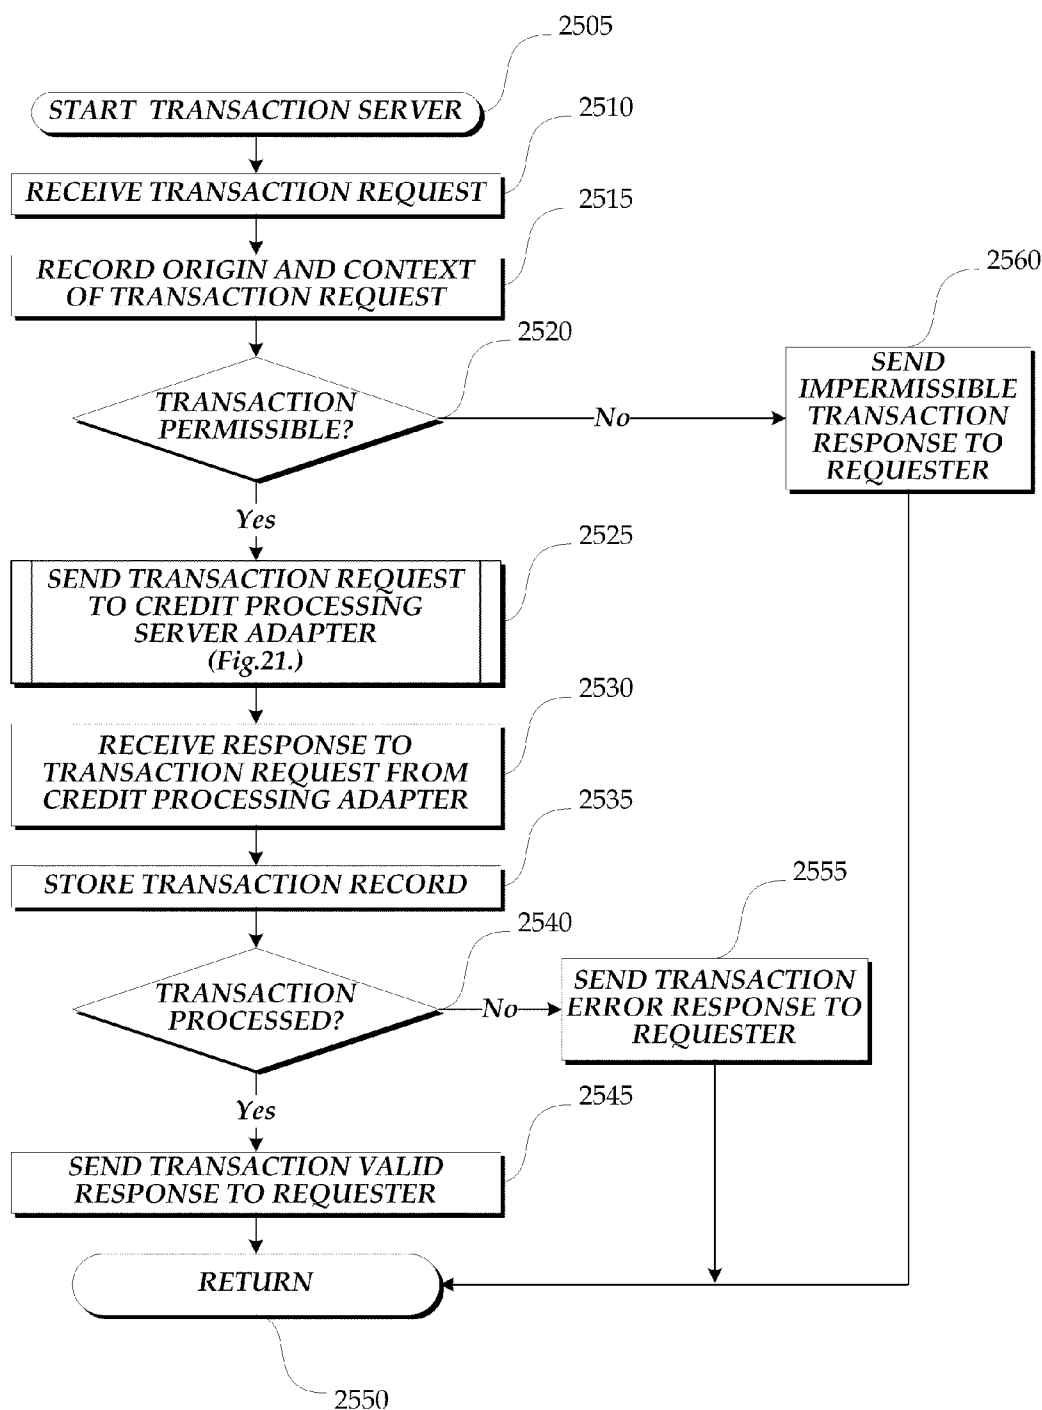 2505
START TRANSACTION SERVER
2510
RECEIVE TRANSACTION REQUEST
2515
RECORD ORIGIN AND CONTEXT
OF TRANSACTION REQUEST
2520
TRANSACTION
PERMISSIBLE?
No
2560
SEND
IMPERMISSIBLE
TRANSACTION
RESPONSE TO
REQUESTER
Yes
2525
SEND TRANSACTION REQUEST
TO CREDIT PROCESSING
SERVER ADAPTER
(Fig.21.)
2530
RECEIVE RESPONSE TO
TRANSACTION REQUEST FROM
CREDIT PROCESSING ADAPTER
2535
STORE TRANSACTION RECORD
2540
TRANSACTION
PROCESSED?
No
2555
SEND TRANSACTION
ERROR RESPONSE TO
REQUESTER
Yes
2545
SEND TRANSACTION VALID
RESPONSE TO REQUESTER
RETURN
2550